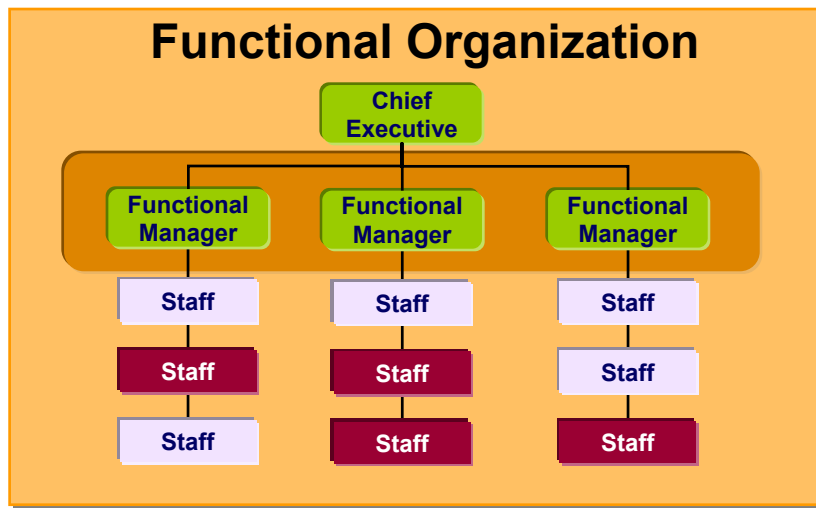 Functional Organization
Chief
Executive
Functional
Manager
Functional
Manager
Functional
Manager
Staff
Staff
Staff
Staff
Staff
Staff
Staff
Staff
Staff